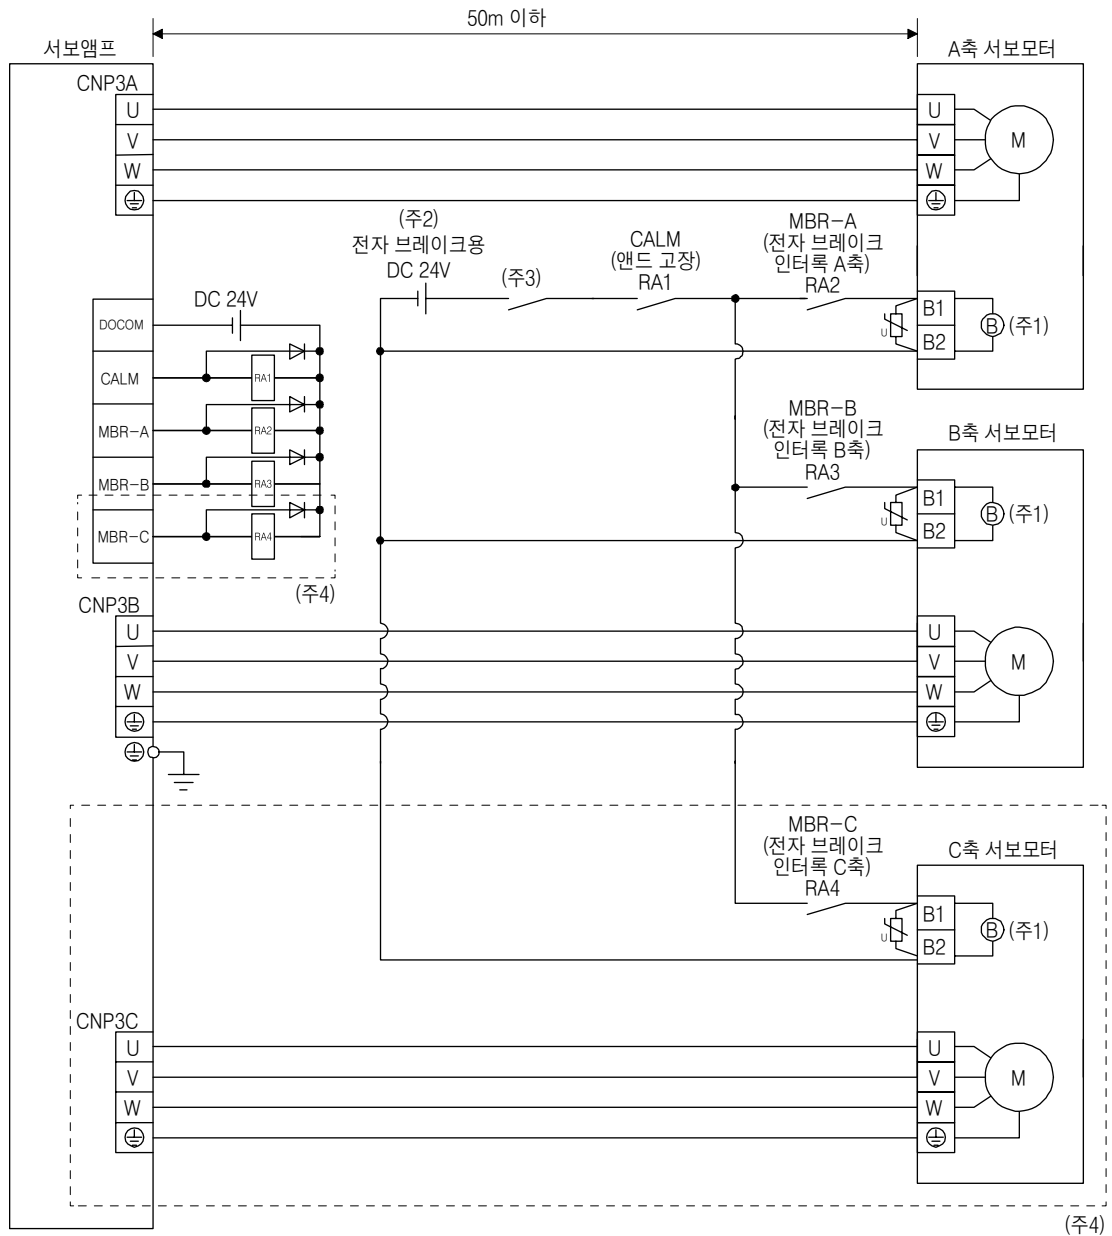 50m 이하
서보앰프
A축 서보모터
CNP3A
U
V
W
U
V
W
M
(주2)
전자 브레이크용
DC 24V
(주3)
CALM
(앤드 고장)
RA1
MBR-A
(전자 브레이크
인터록 A축)
RA2
U
B1
B2
B
(주1)
DC 24V
DOCOM
CALM
RA1
MBR-A
RA2
MBR-B
RA3
MBR-C
RA4
(주4)
MBR-B
(전자 브레이크
인터록 B축)
RA3
B축 서보모터
U
B1
B2
B
(주1)
CNP3B
U
V
W
U
V
W
M
MBR-C
(전자 브레이크
인터록 C축)
RA4
C축 서보모터
U
B1
B2
B
(주1)
CNP3C
U
V
W
U
V
W
M
(주4)